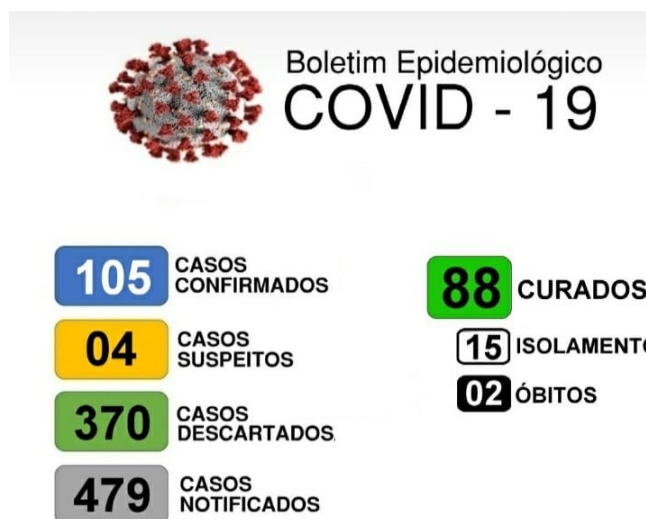 Boletim Epidemiológico
COVID - 19
105 CASOS
CONFIRMADOS
04 CASOS
SUSPEITOS
370 CASOS
DESCARTADOS
479 CASOS
NOTIFICADOS
88 CURADOS
15 ISOLAMENTO
02 ÓBITOS